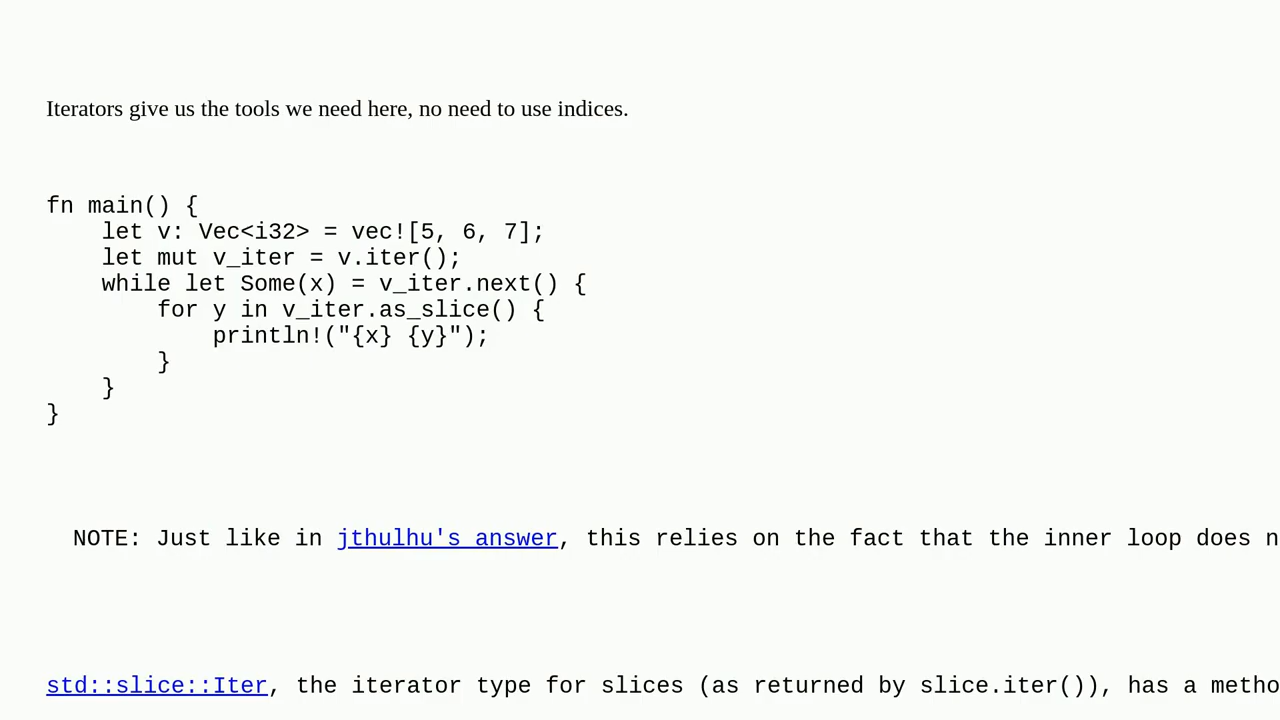 Iterators give us the tools we need here, no need to use indices.
fn main() {
    let v: Vec<i32> = vec![5, 6, 7];
    let mut v_iter = v.iter();
    while let Some(x) = v_iter.next() {
        for y in v_iter.as_slice() {
            println!("{x} {y}");
        }
    }
}
NOTE: Just like in jthulhu's answer, this relies on the fact that the inner loop does
std::slice::Iter, the iterator type for slices (as returned by slice.iter()), has a